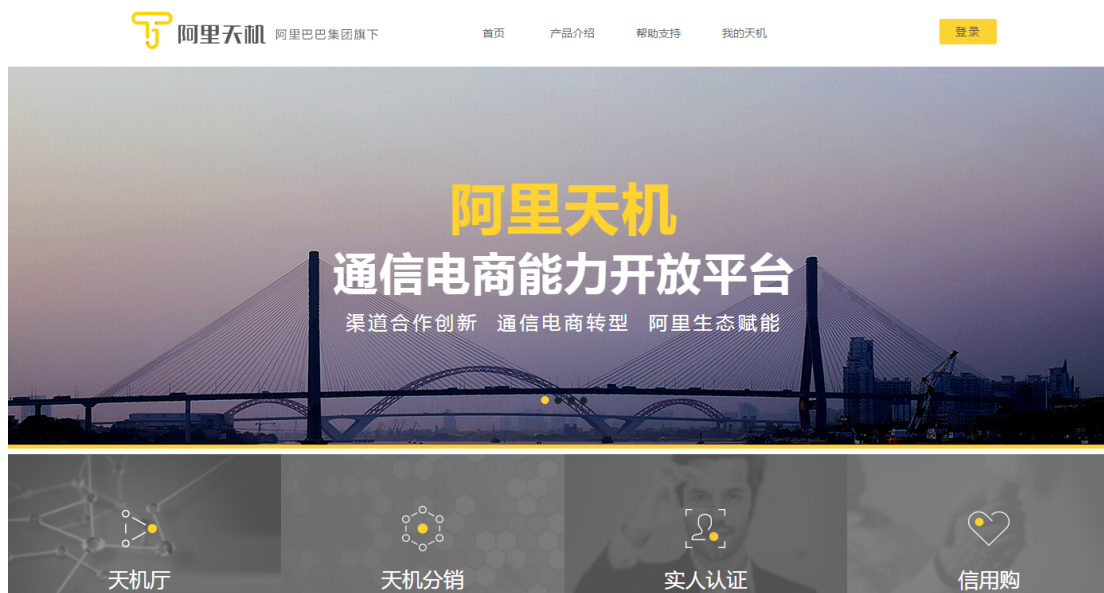 阿里天机 阿里巴巴集团旗下 首页 产品介绍 帮助支持 我的天机 登录
阿里天机
通信电商能力开放平台
渠道合作创新 通信电商转型 阿里生态赋能
天机厅 天机分销 实人认证 信用购